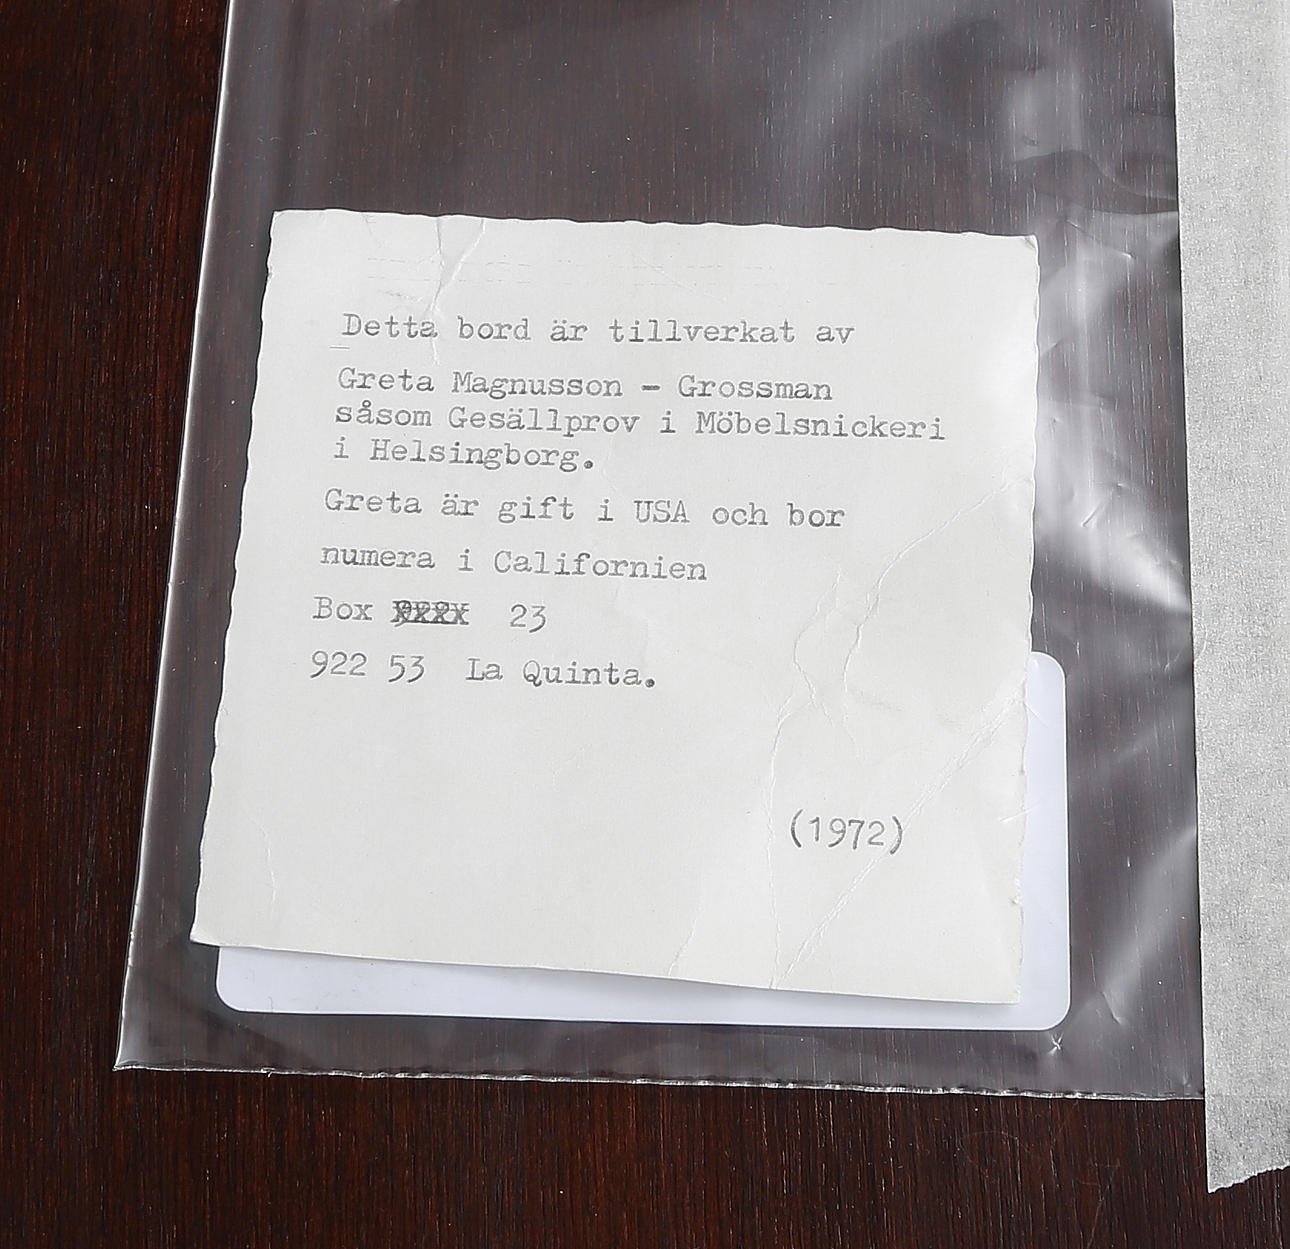 Detta bord är tillverkat av
Greta Magnusson - Grossman
såsom Gesällprov i Möbelsnickeri
i Helsingborg.
Greta är gift i USA och bor
numera i Californien
Box 23
922 53 La Quinta.
(1972)